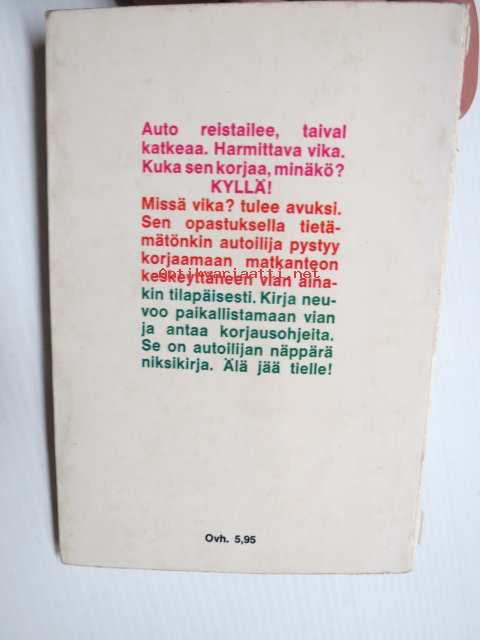 Auto reistailee, taival
katkeaa. Harmittava vika.
Kuka sen korjaa, minäkö?
KYLLÄ!
Missä vika? tulee avuksi.
Sen opastuksella tietä-
mätönkin autoilija pystyy
korjaamaan matkanteon
keskeyttäneen vian aina-
Antikvariaatti.net
kin tilapäisesti. Kirja neu-
voo paikallistamaan vian
ja antaa korjausohjeita.
Se on autoilijan näppärä
niksikirja. Älä jää tielle!
Ovh. 5,95